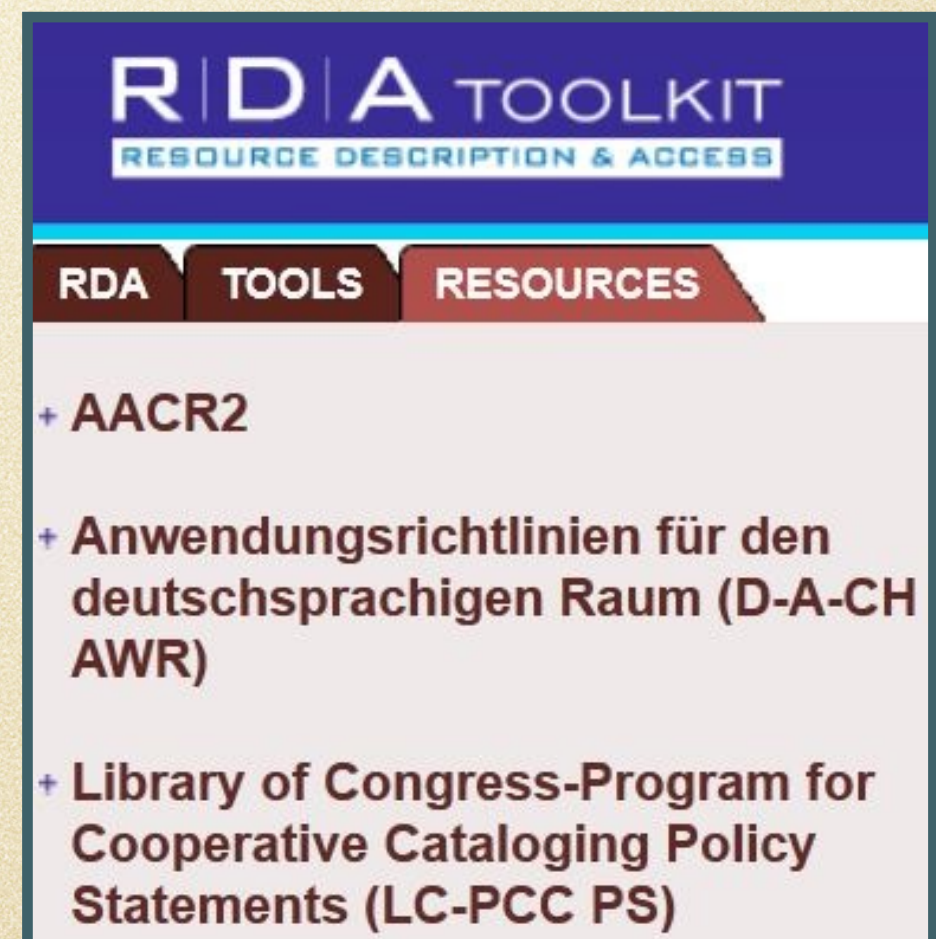 R|D|A TOOLKIT
RESOURCE DESCRIPTION & ACCESS
RDA TOOLS RESOURCES
+ AACR2
+ Anwendungsrichtlinien für den
deutschsprachigen Raum (D-A-CH
AWR)
+ Library of Congress-Program for
Cooperative Cataloging Policy
Statements (LC-PCC PS)